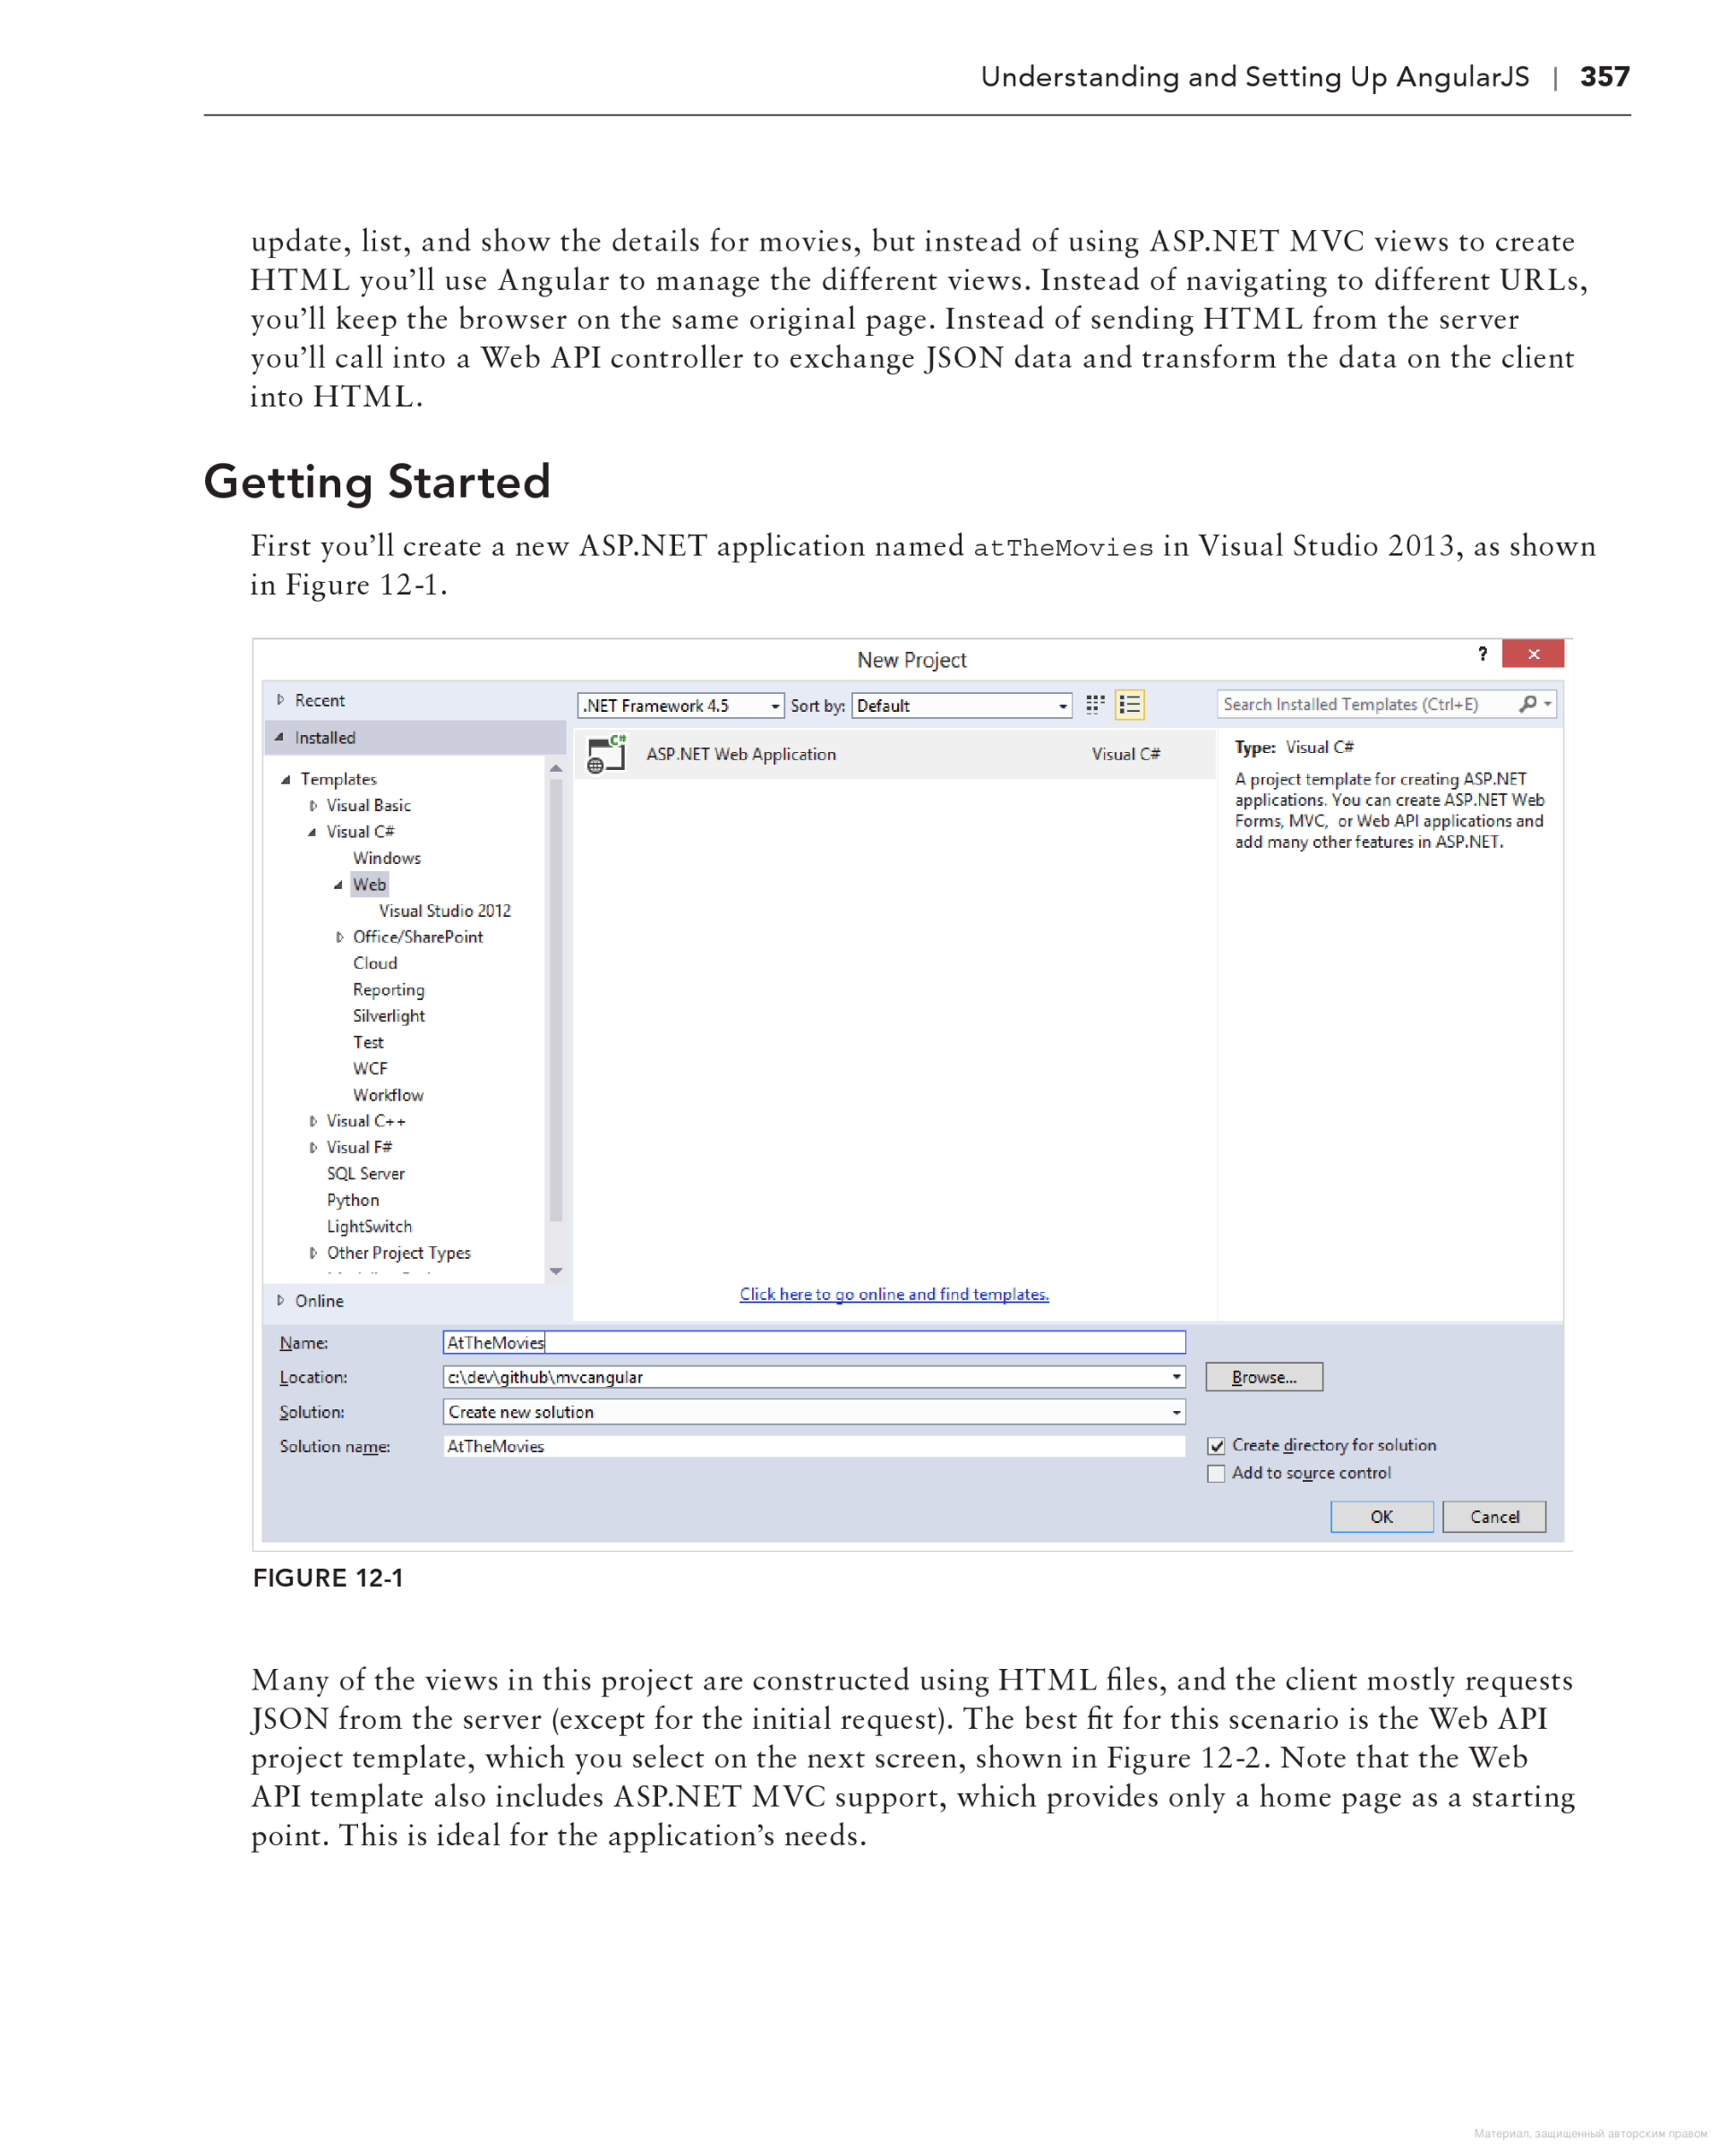 Understanding and Setting Up AngularJS | 357
update, list, and show the details for movies, but instead of using ASP.NET MVC views to create
HTML you’ll use Angular to manage the different views. Instead of navigating to different URLs,
you’ll keep the browser on the same original page. Instead of sending HTML from the server
you’ll call into a Web API controller to exchange JSON data and transform the data on the client
into HTML.
Getting Started
First you’ll create a new ASP.NET application named atTheMovies in Visual Studio 2013, as shown
in Figure 12-1.
New Project
?
Recent
Installed
Templates
Visual Basic
Visual C#
Windows
Web
Visual Studio 2012
Office/SharePoint
Cloud
Reporting
Silverlight
Test
WCF
Workflow
Visual C++
Visual F#
SQL Server
Python
LightSwitch
Other Project Types
Online
.NET Framework 4.5
Sort by: Default
C#
ASP.NET Web Application
Visual C#
Click here to go online and find templates.
Search Installed Templates (Ctrl+E)
Type: Visual C#
A project template for creating ASP.NET
applications. You can create ASP.NET Web
Forms, MVC, or Web API applications and
add many other features in ASP.NET.
Name: AtTheMovies
Location: c:\dev\github\mvcangular
Browse...
Solution: Create new solution
Solution name: AtTheMovies
Create directory for solution
Add to source control
OK
Cancel
FIGURE 12-1
Many of the views in this project are constructed using HTML files, and the client mostly requests
JSON from the server (except for the initial request). The best fit for this scenario is the Web API
project template, which you select on the next screen, shown in Figure 12-2. Note that the Web
API template also includes ASP.NET MVC support, which provides only a home page as a starting
point. This is ideal for the application’s needs.
Материал, защищенный авторским правом